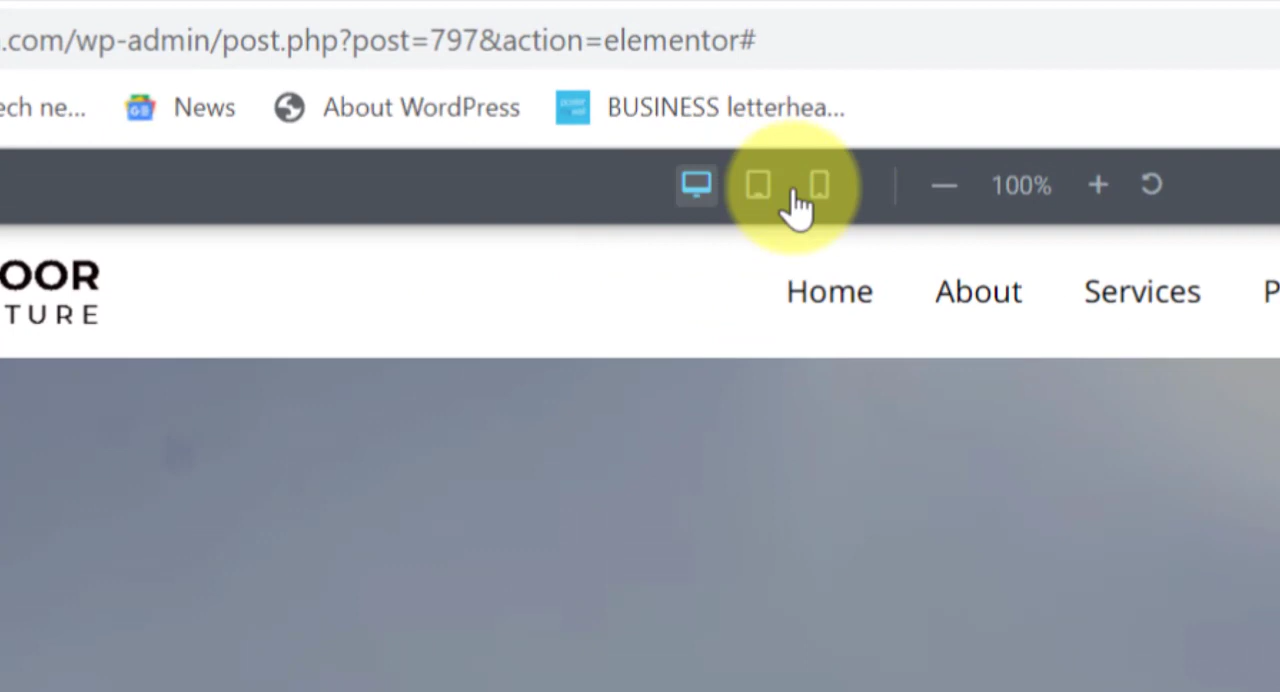 .com/wp-admin/post.php?post=797&action=elementor#
ech ne... News About WordPress BUSINESS letterhea...
100%
OOR
TURE
Home About Services P